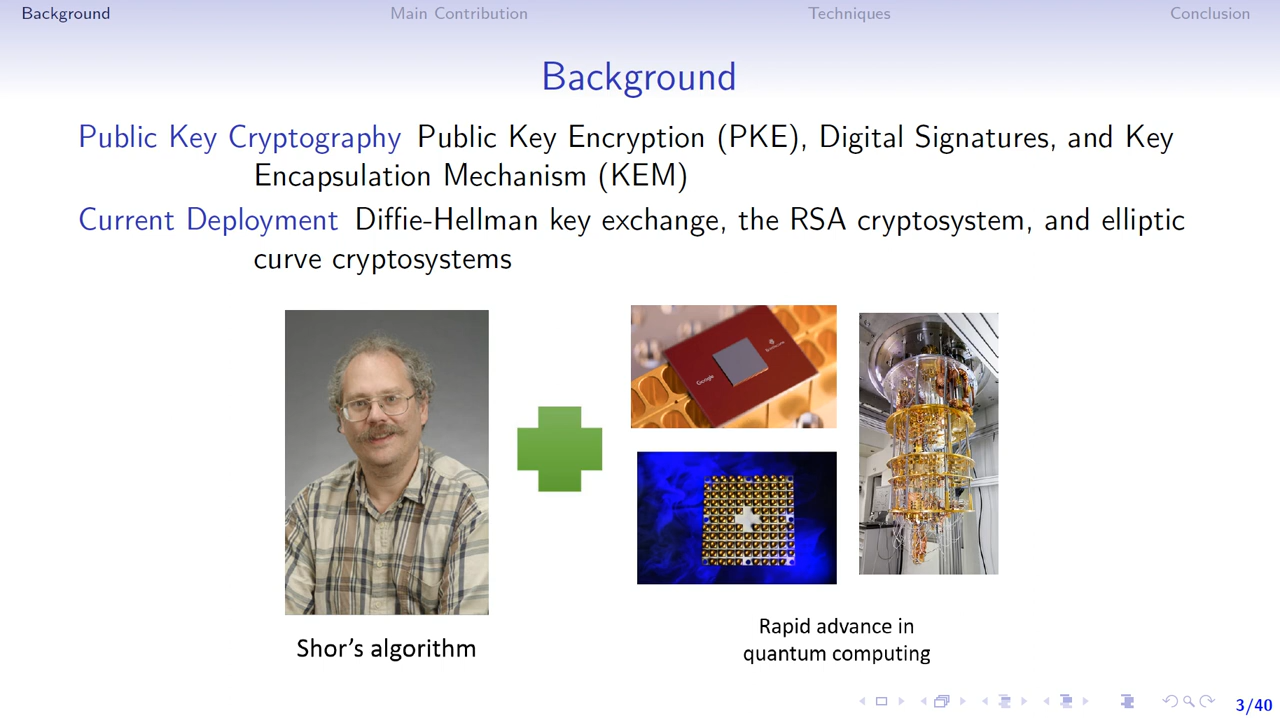 Background Main Contribution Techniques Conclusion
Background
Public Key Cryptography Public Key Encryption (PKE), Digital Signatures, and Key
Encapsulation Mechanism (KEM)
Current Deployment Diffie-Hellman key exchange, the RSA cryptosystem, and elliptic
curve cryptosystems
Google
Shor's algorithm
Rapid advance in
quantum computing
3/40